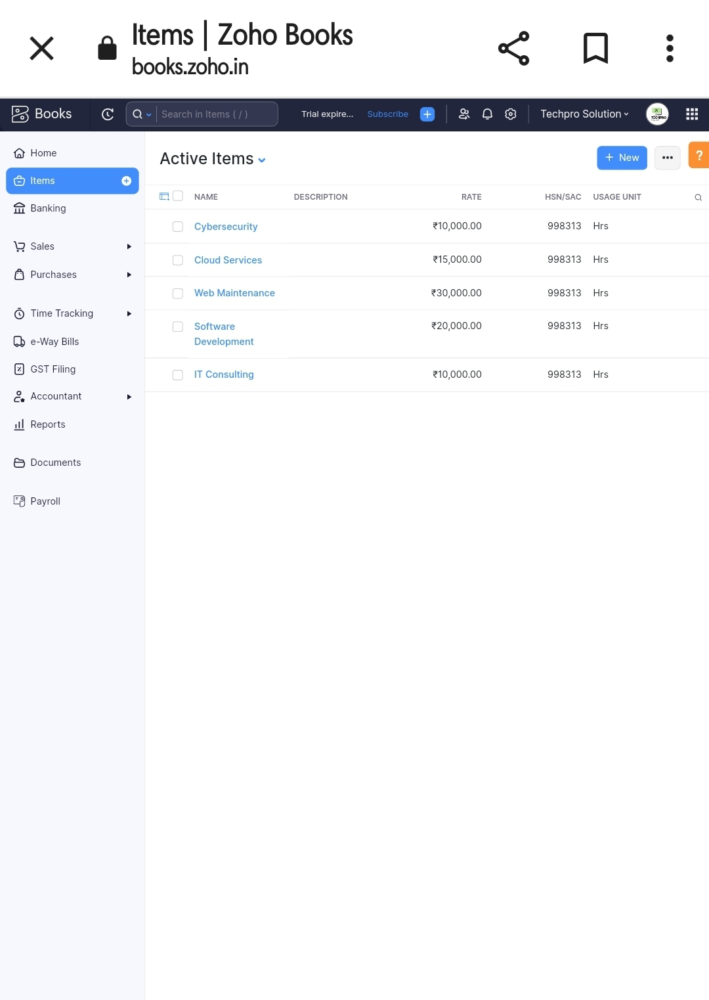 Items | Zoho Books
books.zoho.in
Books
Search in Items ( / )
Trial expire...
Subscribe
Techpro Solution
TECHPRO
Home
Items
Banking
Sales
Purchases
Time Tracking
e-Way Bills
GST Filing
Accountant
Reports
Documents
Payroll
Active Items
+ New
?
NAME DESCRIPTION RATE HSN/SAC USAGE UNIT
Cybersecurity ₹10,000.00 998313 Hrs
Cloud Services ₹15,000.00 998313 Hrs
Web Maintenance ₹30,000.00 998313 Hrs
Software ₹20,000.00 998313 Hrs
Development
IT Consulting ₹10,000.00 998313 Hrs